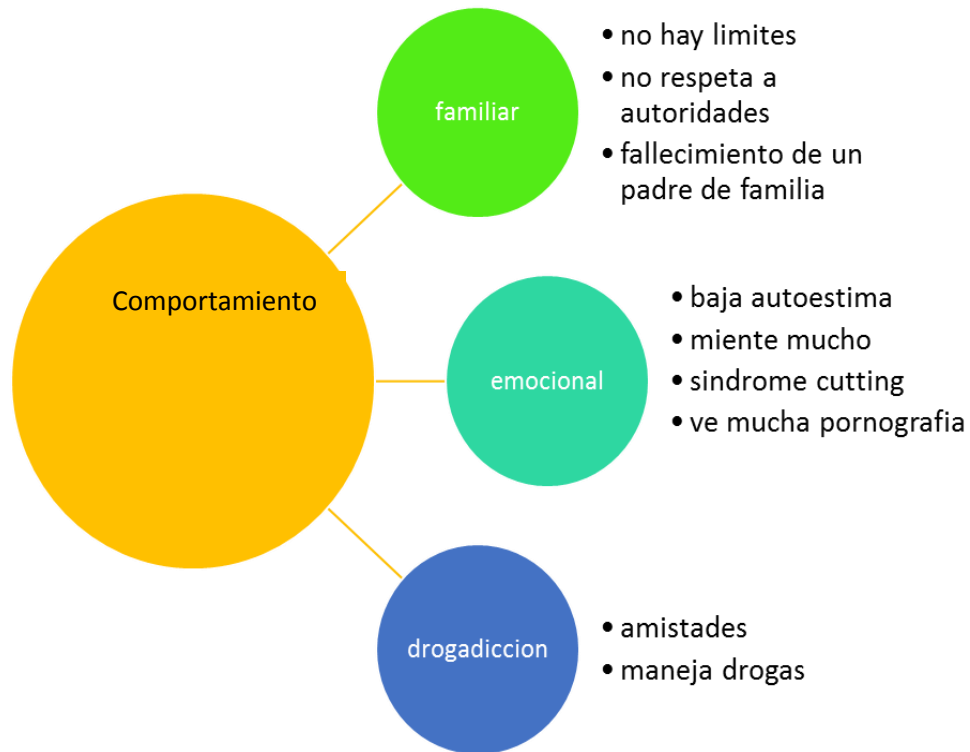 familiar
• no hay limites
• no respeta a
autoridades
• fallecimiento de un
padre de familia
Comportamiento
emocional
• baja autoestima
• miente mucho
• sindrome cutting
• ve mucha pornografia
drogadiccion
• amistades
• maneja drogas